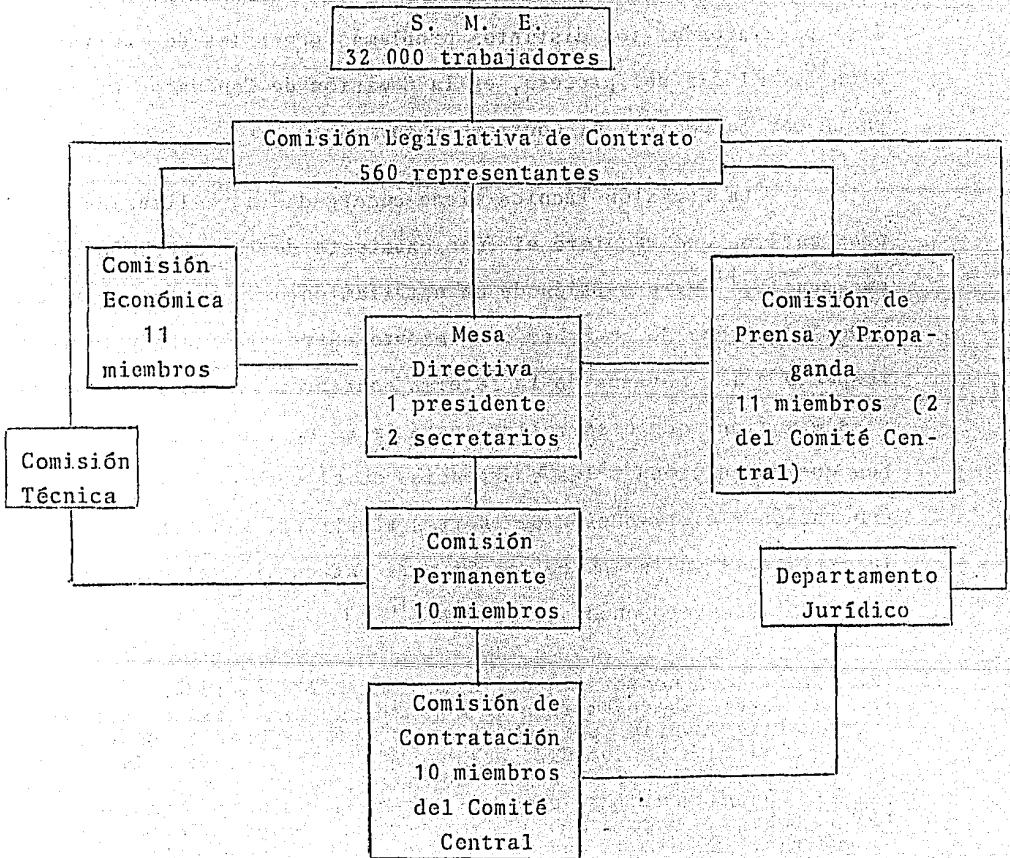 S. M. E.
32 000 trabajadores
Comisión Legislativa de Contrato
560 representantes
Comisión
Económica
11
miembros
Mesa
Directiva
1 presidente
2 secretarios
Comisión de
Prensa y Propa-
ganda
11 miembros (2
del Comité Cen-
tral)
Comisión
Técnica
Comisión
Permanente
10 miembros
Departamento
Jurídico
Comisión de
Contratación
10 miembros
del Comité
Central